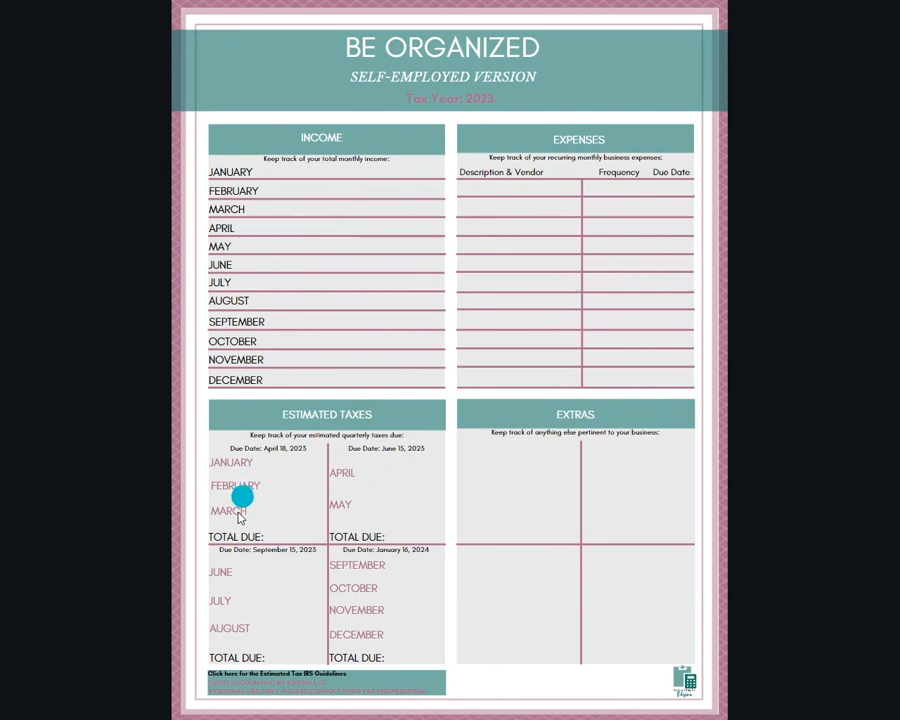 BE ORGANIZED
SELF-EMPLOYED VERSION
Tax Year: 2023
INCOME
Keep track of your total monthly income:
JANUARY
FEBRUARY
MARCH
APRIL
MAY
JUNE
JULY
AUGUST
SEPTEMBER
OCTOBER
NOVEMBER
DECEMBER
EXPENSES
Keep track of your recurring monthly business expenses:
Description & Vendor Frequency Due Date
ESTIMATED TAXES
Keep track of your estimated quarterly taxes due:
Due Date: April 18, 2023
JANUARY
FEBRUARY
MARCH
TOTAL DUE:
Due Date: June 15, 2023
APRIL
MAY
TOTAL DUE:
Due Date: September 15, 2023
JUNE
JULY
AUGUST
TOTAL DUE:
Due Date: January 16, 2024
SEPTEMBER
OCTOBER
NOVEMBER
DECEMBER
TOTAL DUE:
EXTRAS
Keep track of anything else pertinent to your business:
Click here for the Estimated Tax IRS Guidelines